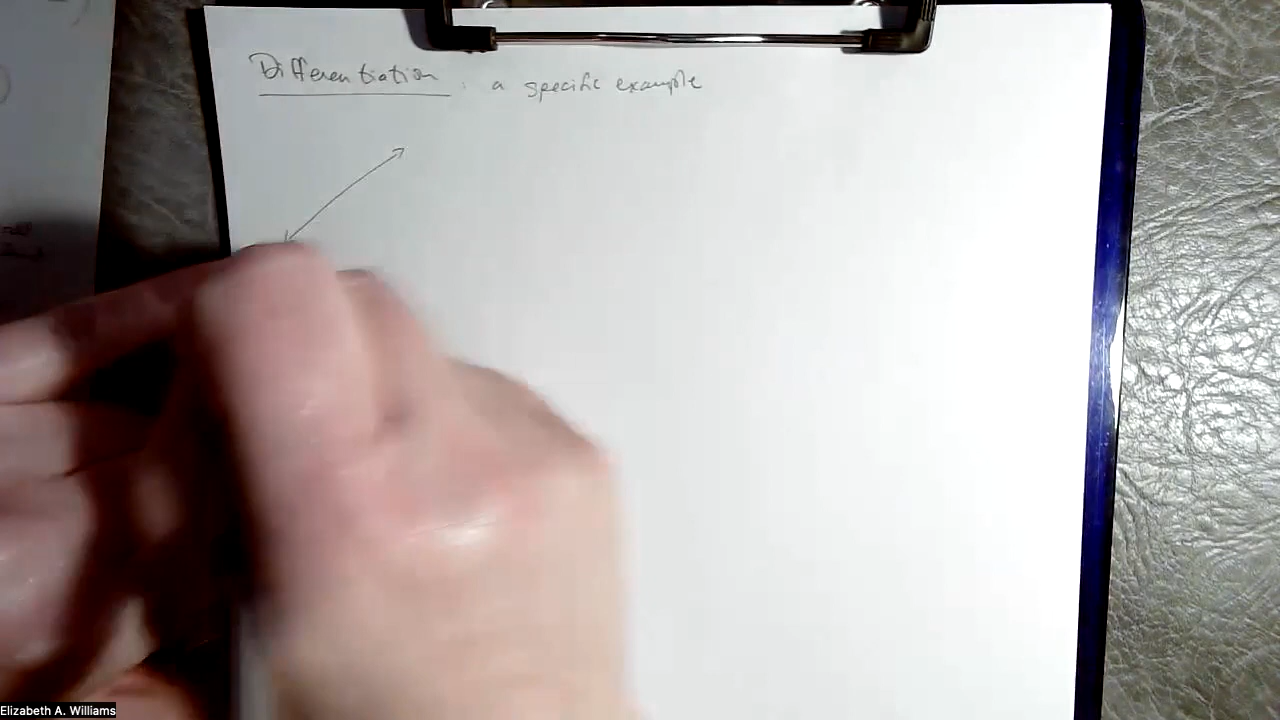 Differentiation : a specific example
Elizabeth A. Williams